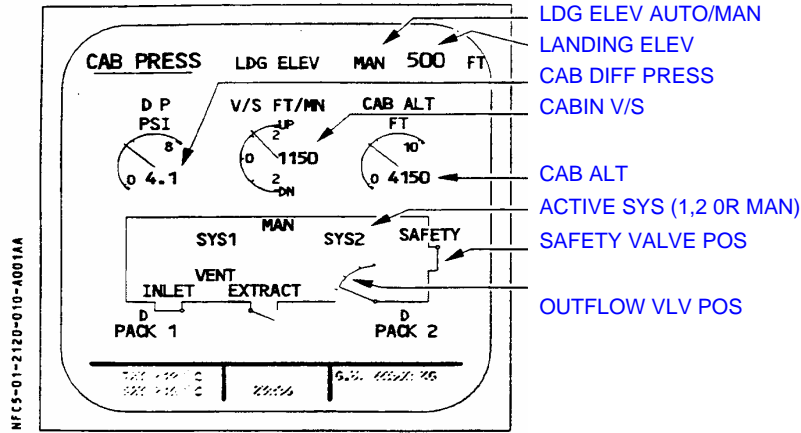 LDG ELEV AUTO/MAN
LANDING ELEV
CAB DIFF PRESS
CABIN V/S
CAB ALT
ACTIVE SYS (1,2 0R MAN)
SAFETY VALVE POS
OUTFLOW VLV POS
CAB PRESS LDG ELEV MAN 500 FT
D P V/S FT/MN CAB ALT
PSI UP FT
8 2 10
0 4.1 0 1150 0 4150
2
DN
MAN
SYS1 SYS2 SAFETY
VENT
INLET EXTRACT
D D
PACK 1 PACK 2
NFC5-01-2120-010-A001AA